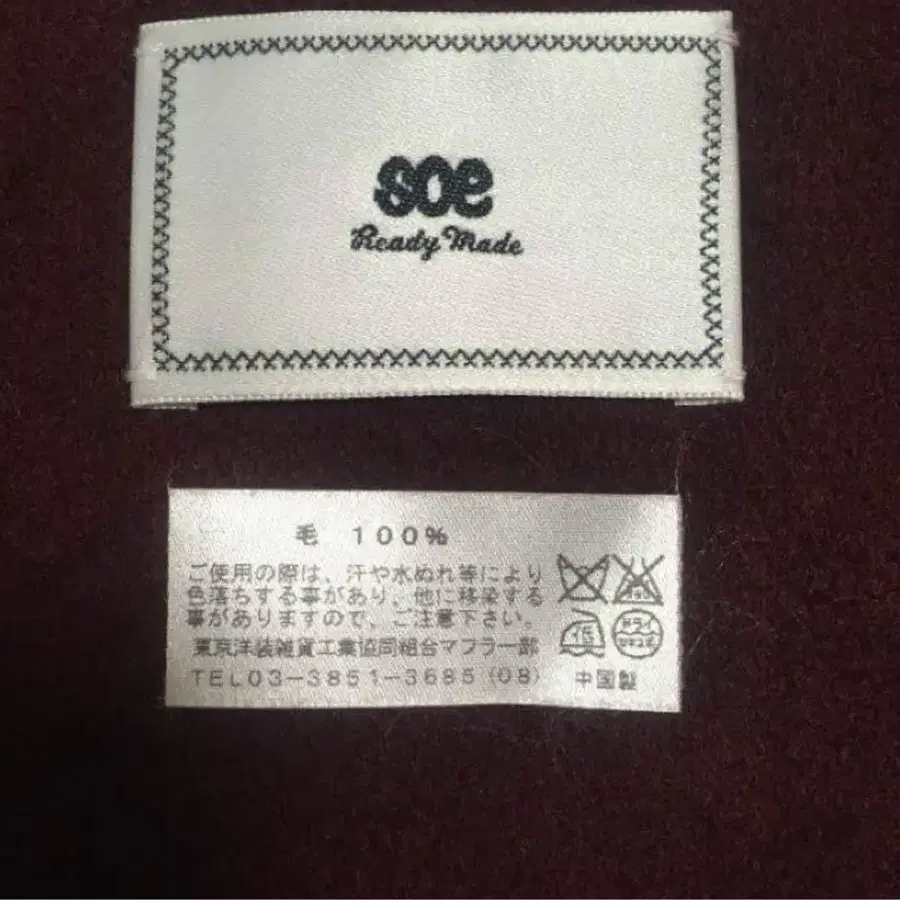 soe
Ready Made
毛 100%
ご使用の際は、汗や水ぬれ等により
色落ちする事があり、他に移染する
事がありますので、ご注意下さい。
東京洋装雑貨工業協同組合マフラー部
TEL03-3851-3685(08)
中国製
ドライ